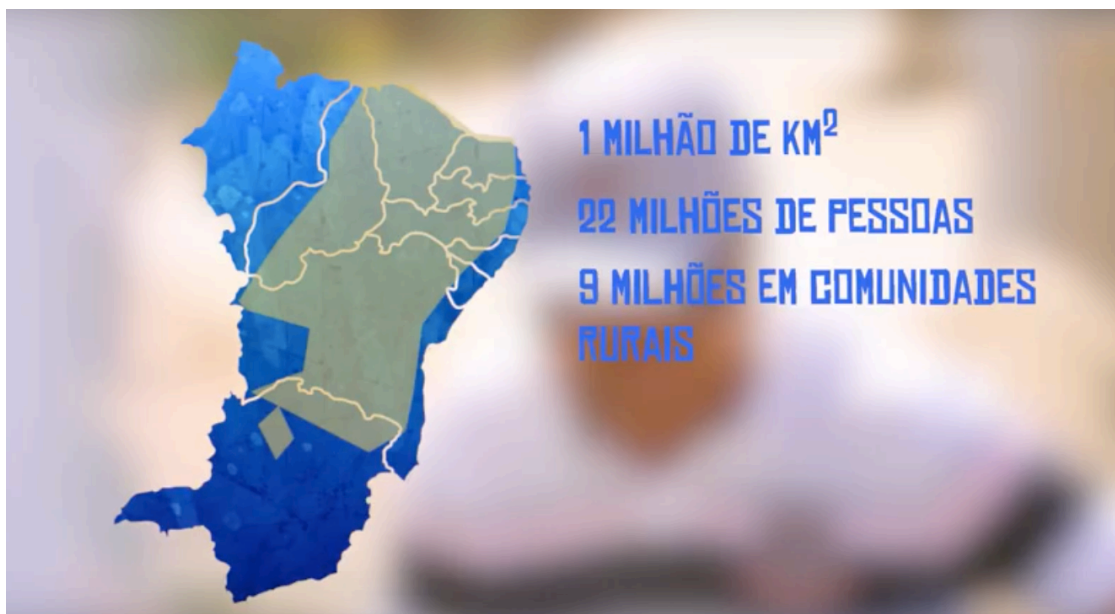 1 MILHÃO DE KM²
22 MILHÕES DE PESSOAS
9 MILHÕES EM COMUNIDADES
RURAIS